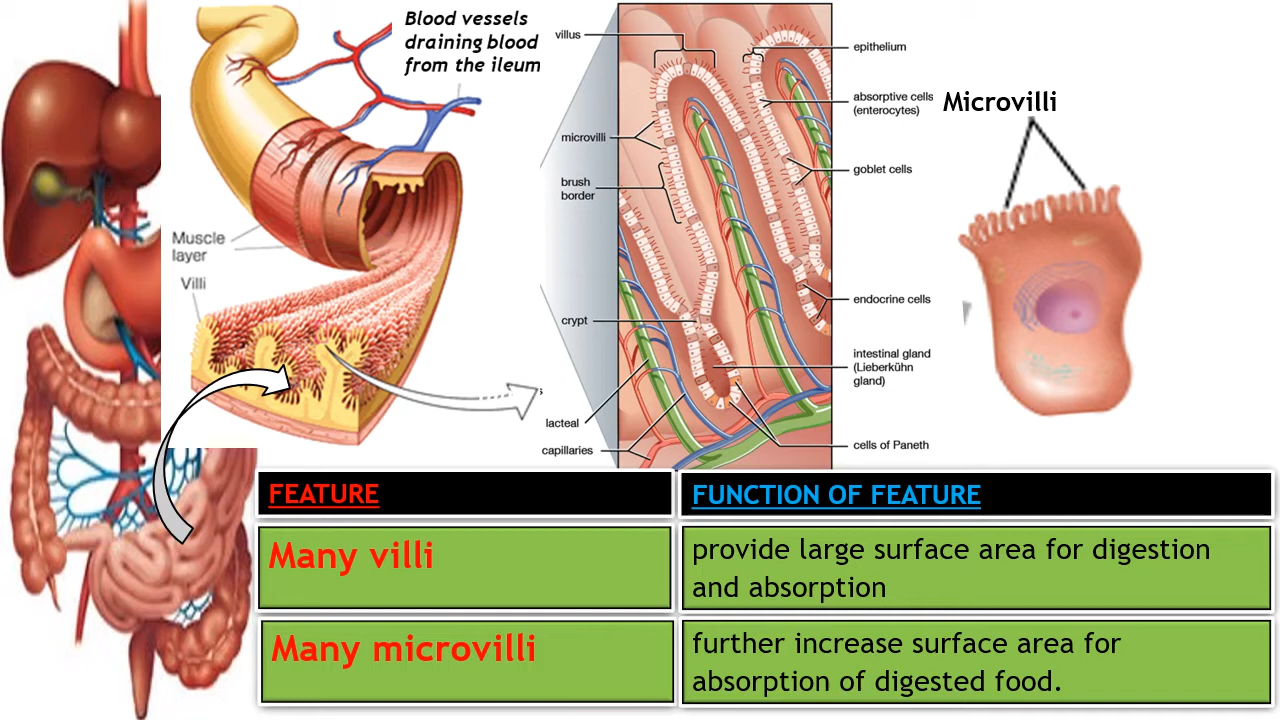 Blood vessels
draining blood
from the ileum
Muscle
layer
Villi
villus
microvilli
brush
border
crypt
lacteal
capillaries
epithelium
absorptive cells
(enterocytes)
goblet cells
endocrine cells
intestinal gland
(Lieberkühn
gland)
cells of Paneth
Microvilli
FEATURE
FUNCTION OF FEATURE
Many villi
provide large surface area for digestion
and absorption
Many microvilli
further increase surface area for
absorption of digested food.